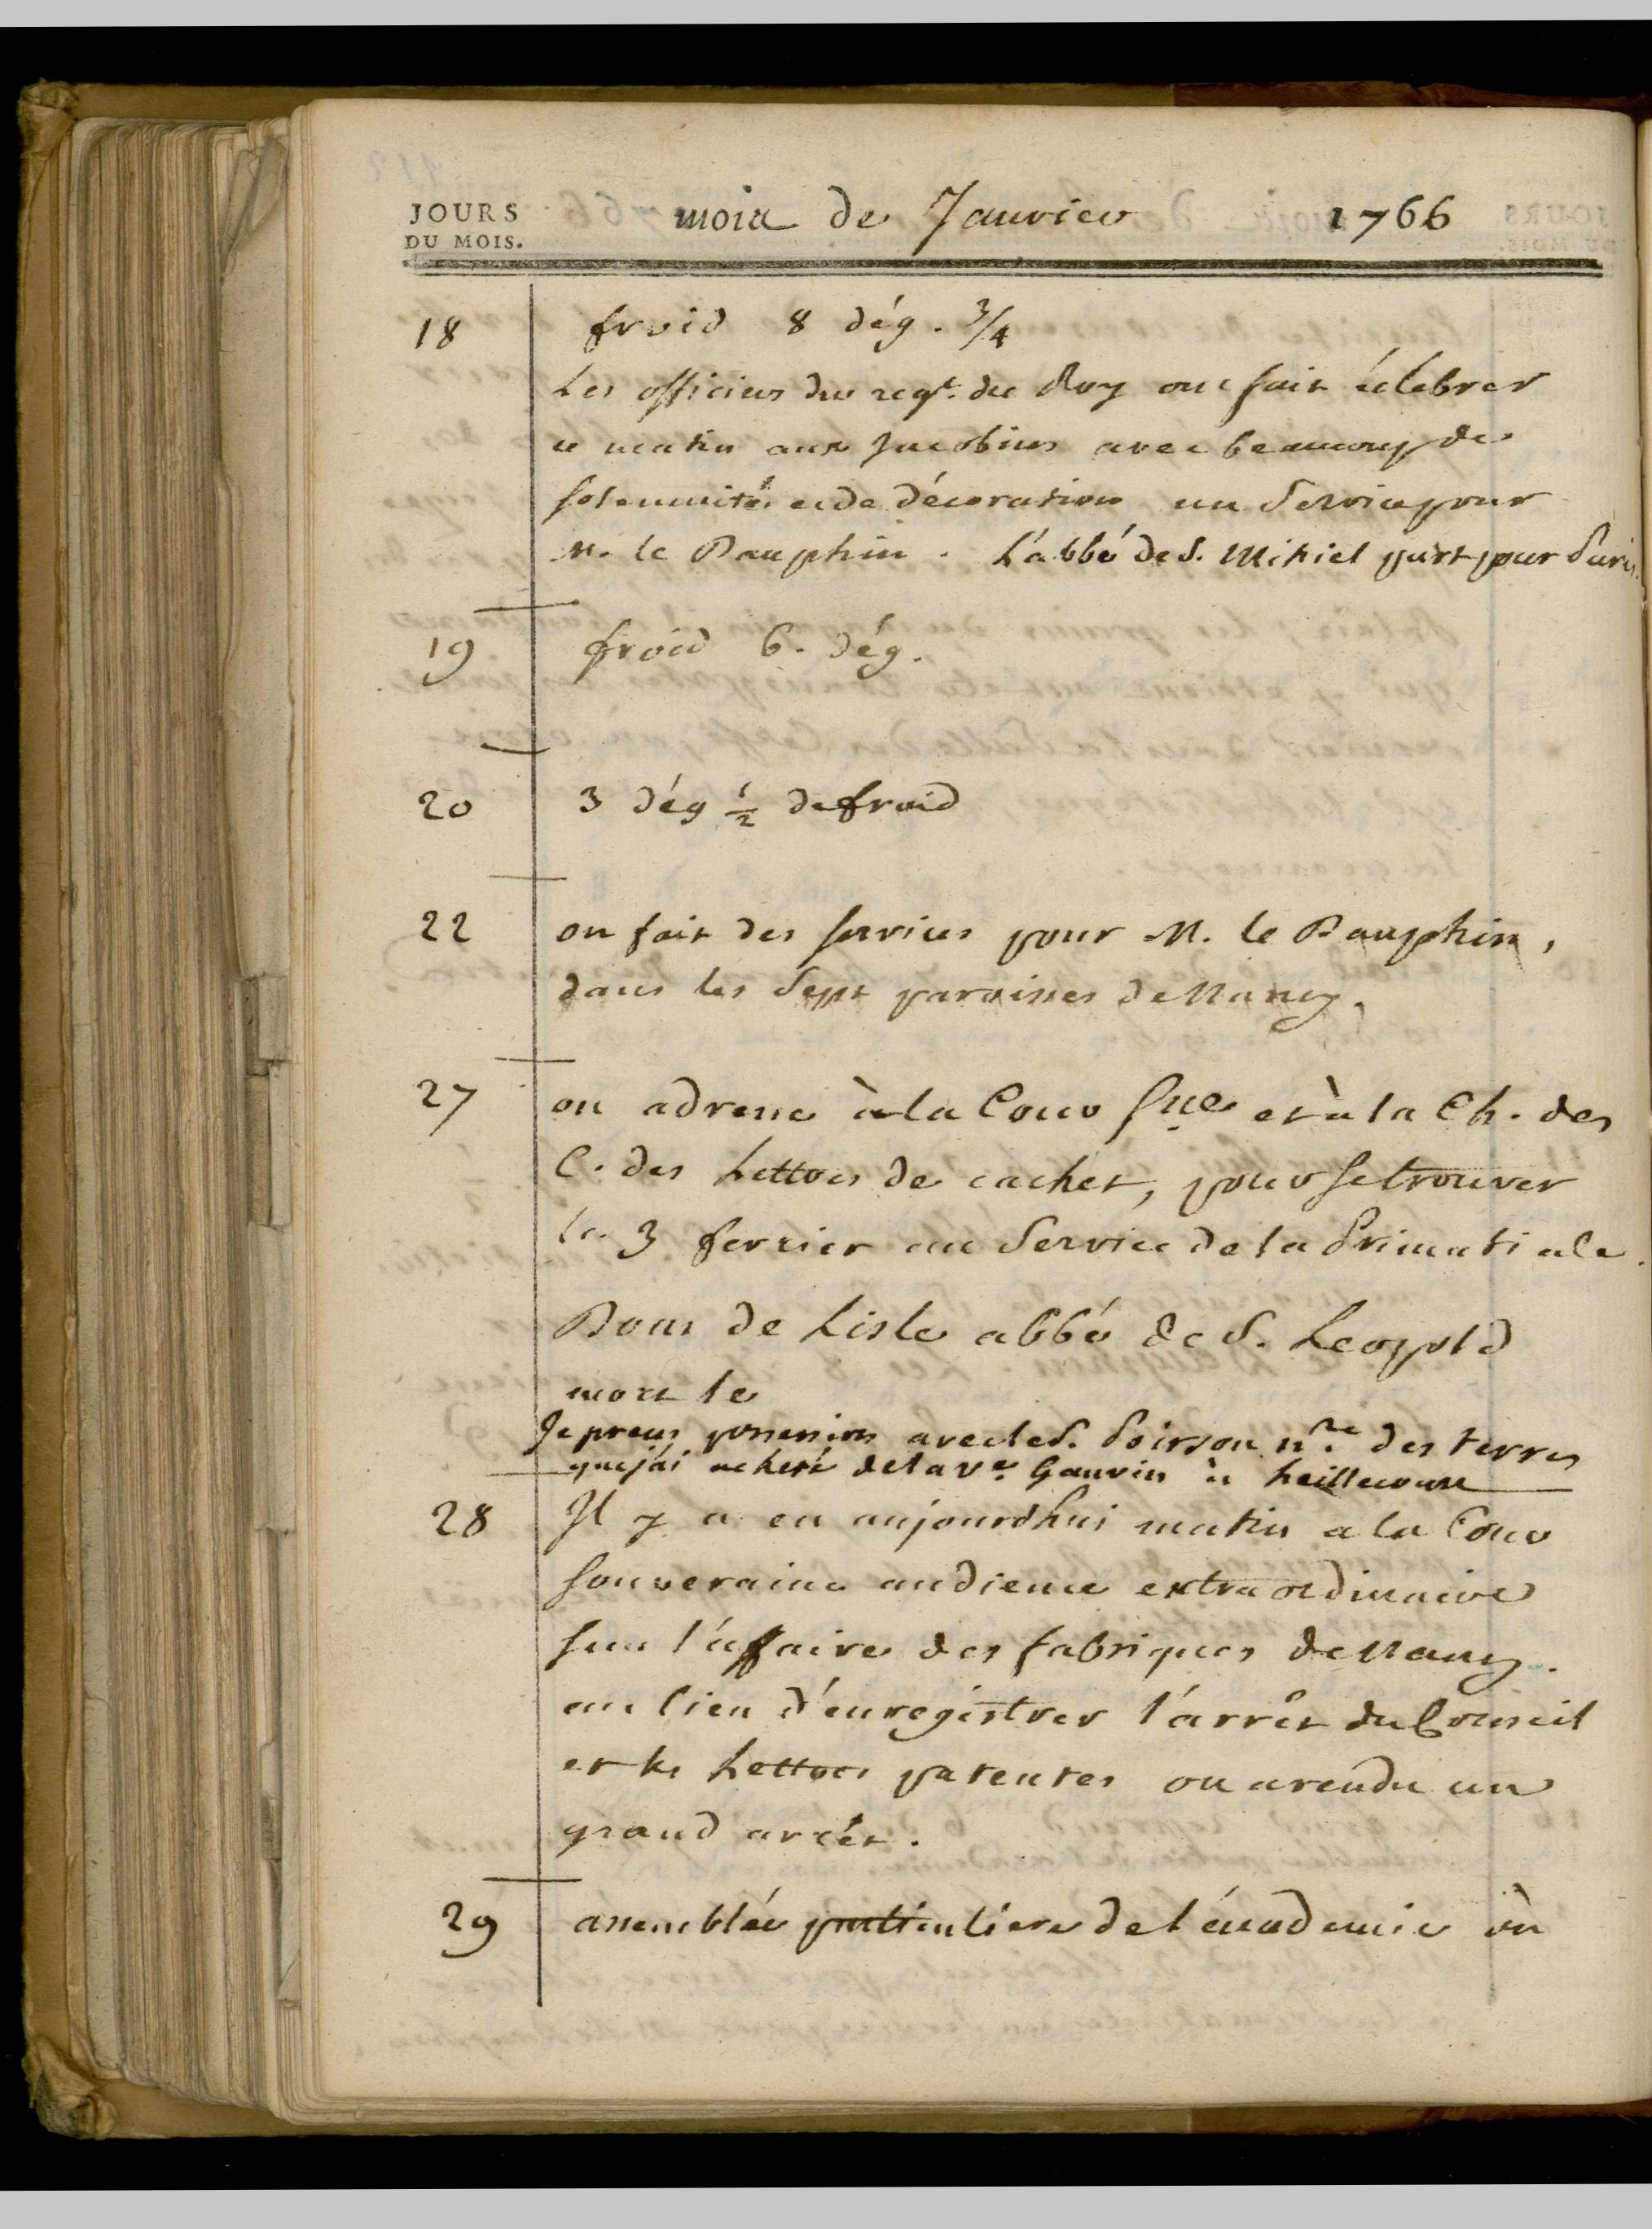 JOURS
DU MOIS.
mois de Janvier 1766
18 froid 8 dég. 3/4
Les officiers du regt. du Roy ont fait célebrer
ce matin aux Jacobins avec beaucoup de
solemnité et de décoration un Service pour
M. le Dauphin. L'abbé de S. Mihiel part pour Paris.
19 froid 6. dég.
20 3 dég 1/2 de froid
22 on fait des services pour M. le Dauphin,
dans les Sept paroisses de Nancy.
27 on adresse à la Cour Sne et à la Ch. des
C. des Lettres de cachet, pour se trouver
le 3 fevrier au Service de la Primatiale.
Dom de Lisle abbé de S. Leopold
mort le
Je prens possession avec le S. Poirson nre des terres
que j'ai acheté de la ve Gauvin à heillecourt
28 Il y a eu aujourd'hui matin a la Cour
souveraine audience extraordinaire
sur l'affaire des fabriques de Nancy.
au lieu d'enregistrer l'arrêt du Conseil
et les Lettres patentes on a rendu un
grand arrêt.
29 assemblée particuliere de l'académie où